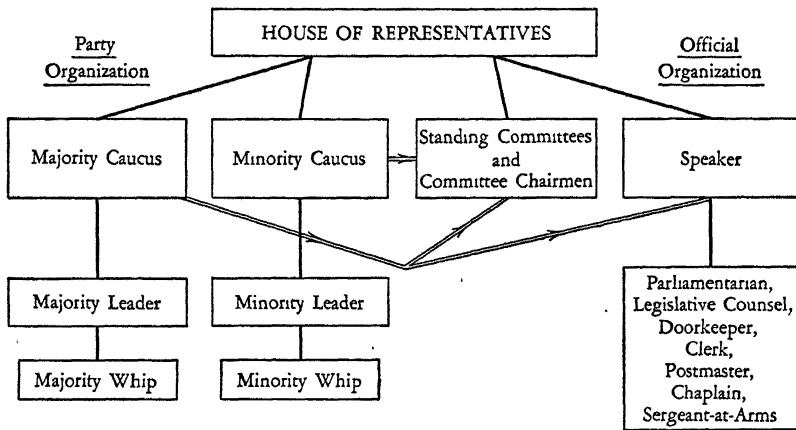 HOUSE OF REPRESENTATIVES
Party
Organization
Official
Organization
Majority Caucus
Minority Caucus
Standing Committees
and
Committee Chairmen
Speaker
Majority Leader
Minority Leader
Majority Whip
Minority Whip
Parliamentarian,
Legislative Counsel,
Doorkeeper,
Clerk,
Postmaster,
Chaplain,
Sergeant-at-Arms